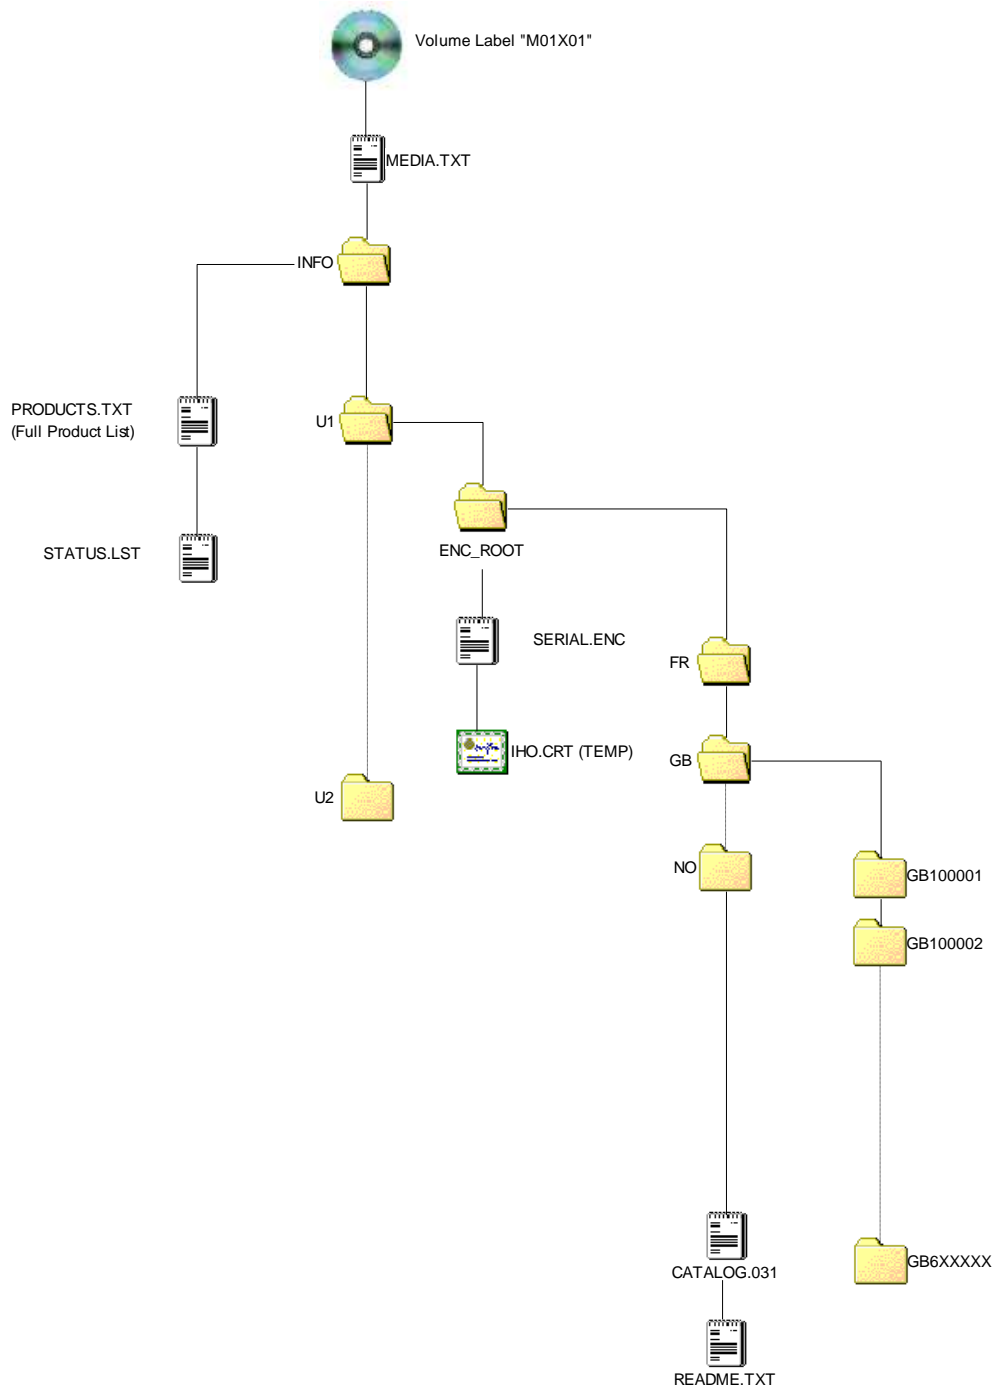 Volume Label "M01X01"
MEDIA.TXT
INFO
PRODUCTS.TXT
(Full Product List)
U1
STATUS.LST
ENC_ROOT
SERIAL.ENC
FR
IHO.CRT (TEMP)
GB
U2
NO
GB100001
GB100002
GB6XXXXX
CATALOG.031
README.TXT